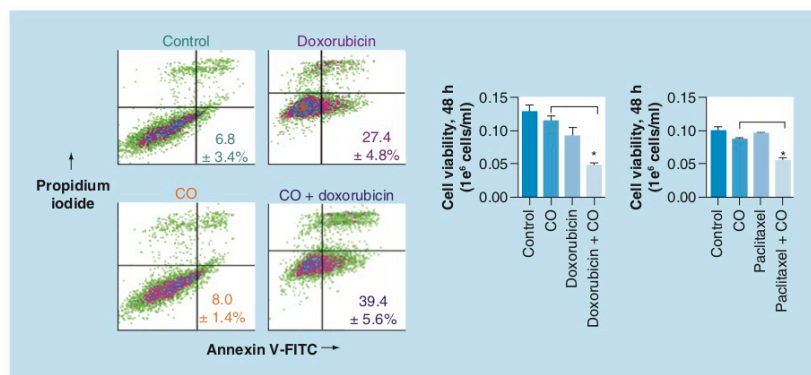 Control
Doxorubicin
6.8
± 3.4%
27.4
± 4.8%
Propidium
iodide
CO
CO + doxorubicin
8.0
± 1.4%
39.4
± 5.6%
Annexin V-FITC
Cell viability, 48 h
(1e⁶ cells/ml)
0.15
0.10
0.05
0.00
*
Control
CO
Doxorubicin
Doxorubicin + CO
Cell viability, 48 h
(1e⁶ cells/ml)
0.15
0.10
0.05
0.00
*
Control
CO
Paclitaxel
Paclitaxel + CO